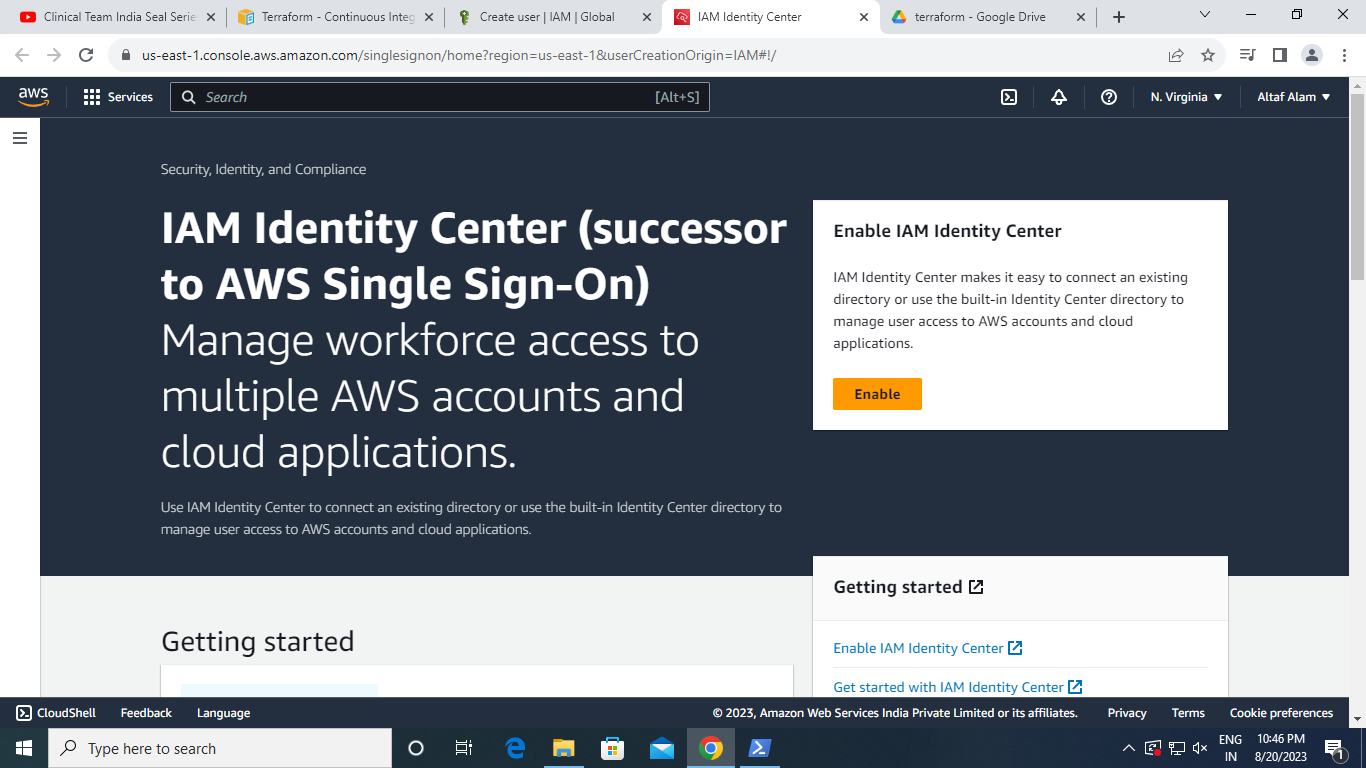 Clinical Team India Seal Serie
Terraform - Continuous Integ
Create user | IAM | Global
IAM Identity Center
terraform - Google Drive
us-east-1.console.aws.amazon.com/singlesignon/home?region=us-east-1&userCreationOrigin=IAM#!/
aws
Services
Search
[Alt+S]
N. Virginia
Altaf Alam
Security, Identity, and Compliance
IAM Identity Center (successor
to AWS Single Sign-On)
Manage workforce access to
multiple AWS accounts and
cloud applications.
Use IAM Identity Center to connect an existing directory or use the built-in Identity Center directory to
manage user access to AWS accounts and cloud applications.
Enable IAM Identity Center
IAM Identity Center makes it easy to connect an existing
directory or use the built-in Identity Center directory to
manage user access to AWS accounts and cloud
applications.
Enable
Getting started
Enable IAM Identity Center
Get started with IAM Identity Center
Getting started
CloudShell
Feedback
Language
© 2023, Amazon Web Services India Private Limited or its affiliates.
Privacy
Terms
Cookie preferences
Type here to search
ENG
IN
10:46 PM
8/20/2023
1